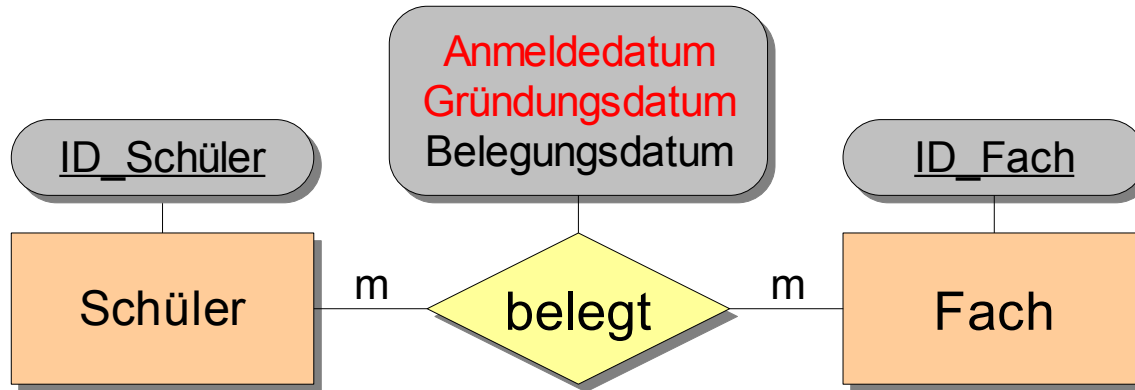 Anmeldedatum
Gründungsdatum
Belegungsdatum
ID_Schüler
ID_Fach
Schüler
m
belegt
m
Fach